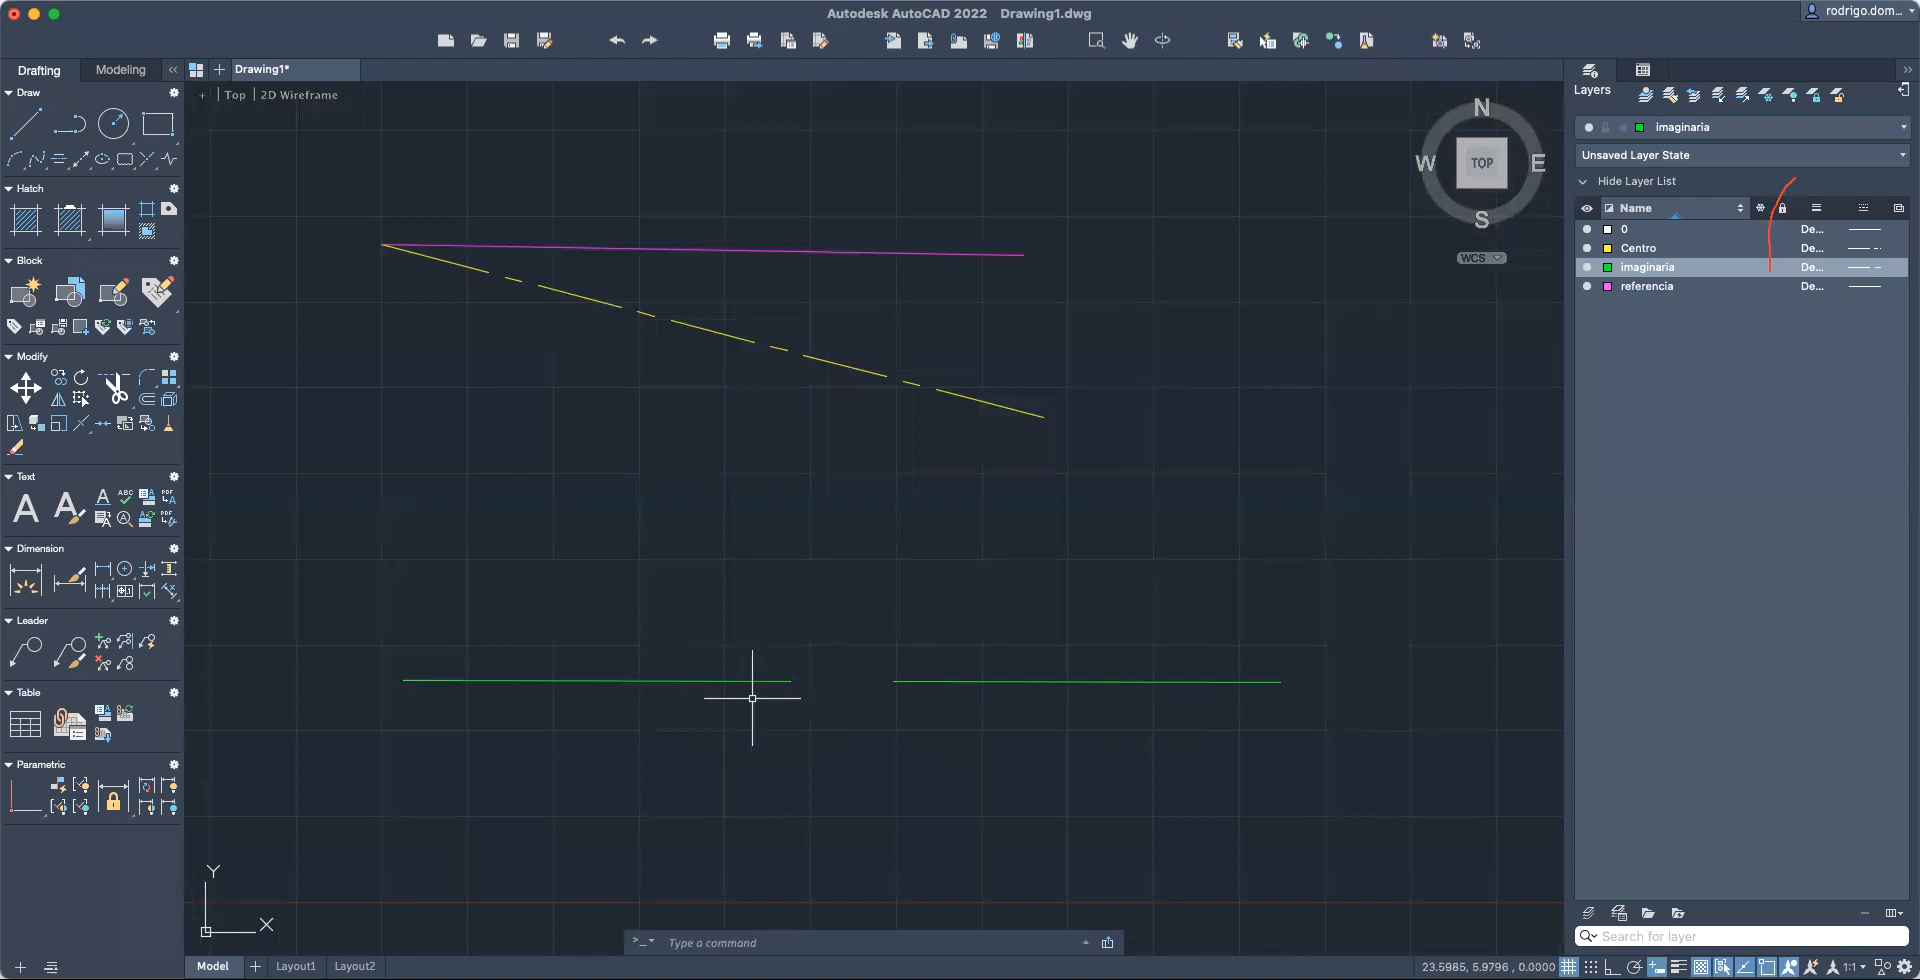 Autodesk AutoCAD 2022 Drawing1.dwg
rodrigo.dom...
Drafting Modeling
Drawing1*
+ | Top | 2D Wireframe
Draw
Hatch
Block
Modify
Text
A A A ABC PDF
PDF
Dimension
Leader
Table
Parametric
N
W TOP E
S
WCS
Layers
imaginaria
Unsaved Layer State
Hide Layer List
Name
0 De...
Centro De...
imaginaria De...
referencia De...
Search for layer
Y
X
>_ Type a command
Model Layout1 Layout2
23.5985, 5.9796 , 0.0000
1:1